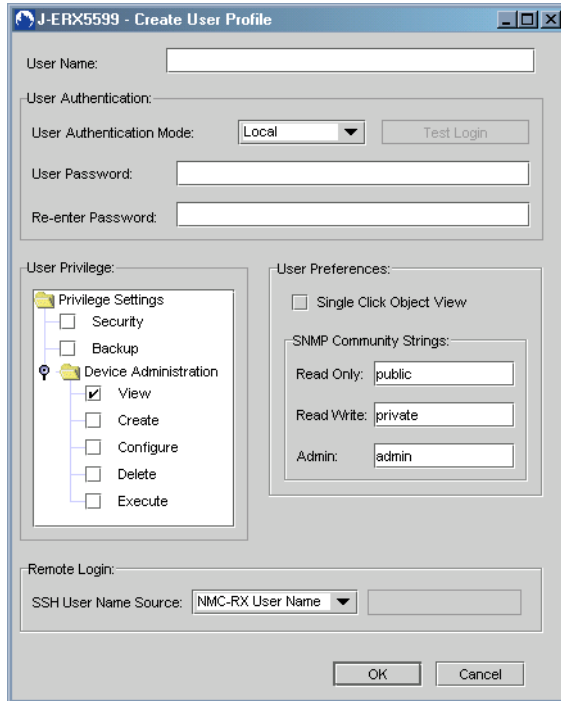 J-ERX5599 - Create User Profile
User Name:
User Authentication:
User Authentication Mode: Local Test Login
User Password:
Re-enter Password:
User Privilege:
Privilege Settings
Security
Backup
Device Administration
View
Create
Configure
Delete
Execute
User Preferences:
Single Click Object View
SNMP Community Strings:
Read Only: public
Read Write: private
Admin: admin
Remote Login:
SSH User Name Source: NMC-RX User Name
OK Cancel